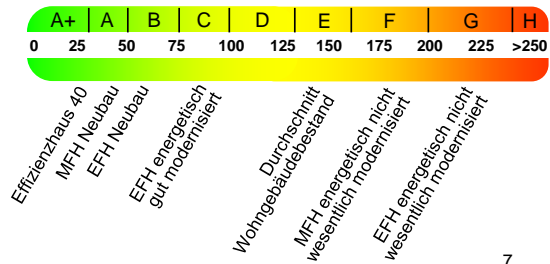 A+ A B C D E F G H
0 25 50 75 100 125 150 175 200 225 >250
Effizienzhaus 40
MFH Neubau
EFH Neubau
EFH energetisch
gut modernisiert
Durchschnitt
Wohngebäudebestand
MFH energetisch nicht
wesentlich modernisiert
EFH energetisch nicht
wesentlich modernisiert
7